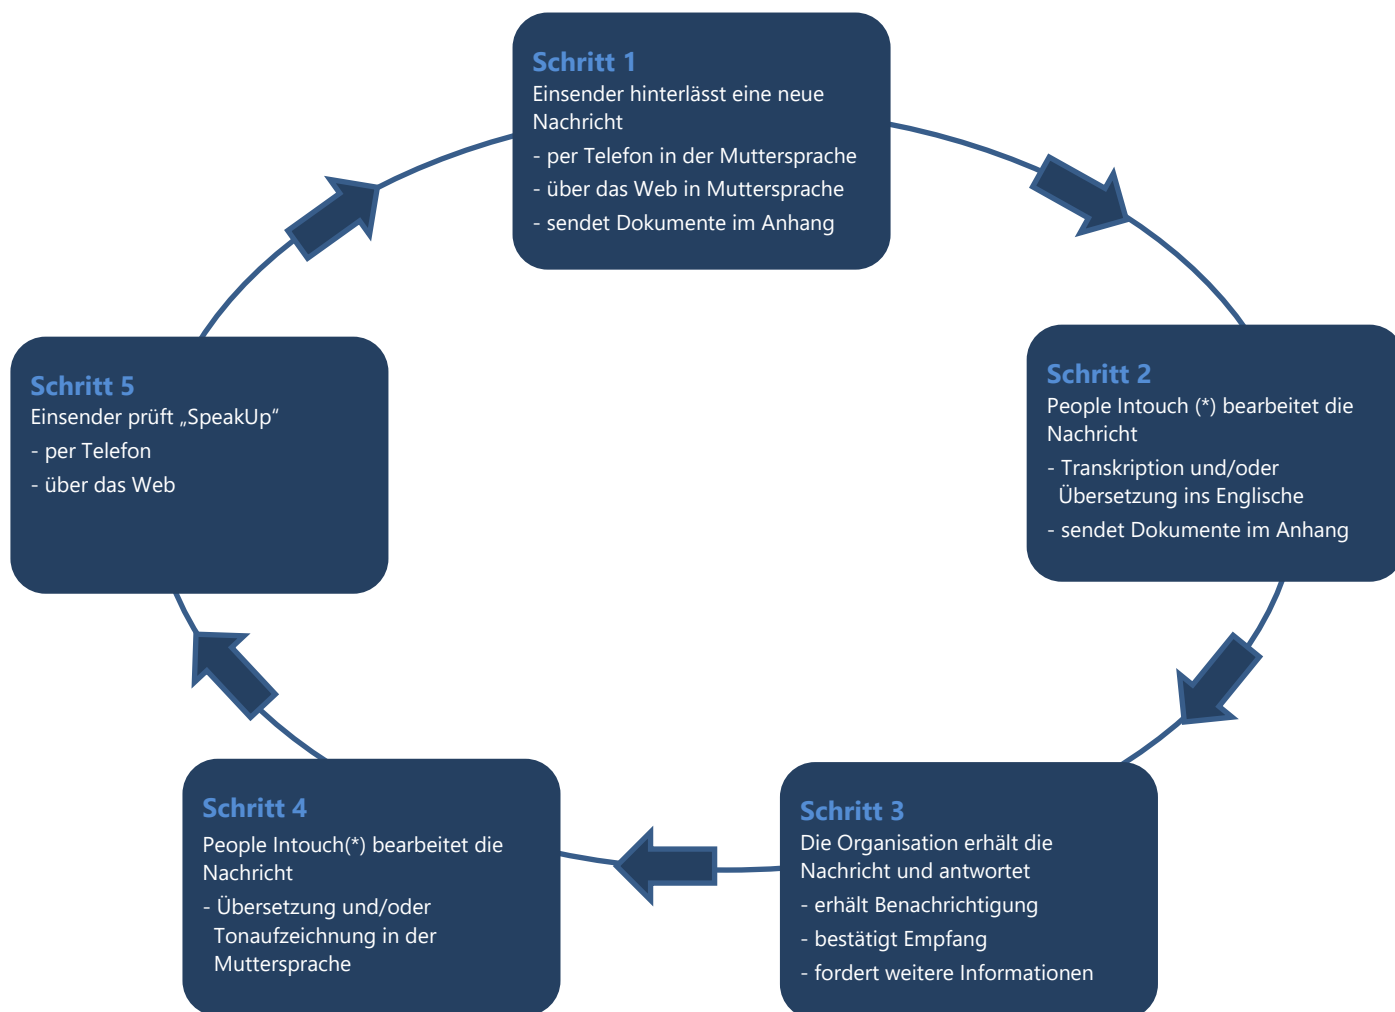 Schritt 1
Einsender hinterlässt eine neue
Nachricht
- per Telefon in der Muttersprache
- über das Web in Muttersprache
- sendet Dokumente im Anhang
Schritt 2
People Intouch (*) bearbeitet die
Nachricht
- Transkription und/oder
Übersetzung ins Englische
- sendet Dokumente im Anhang
Schritt 3
Die Organisation erhält die
Nachricht und antwortet
- erhält Benachrichtigung
- bestätigt Empfang
- fordert weitere Informationen
Schritt 4
People Intouch(*) bearbeitet die
Nachricht
- Übersetzung und/oder
Tonaufzeichnung in der
Muttersprache
Schritt 5
Einsender prüft „SpeakUp“
- per Telefon
- über das Web